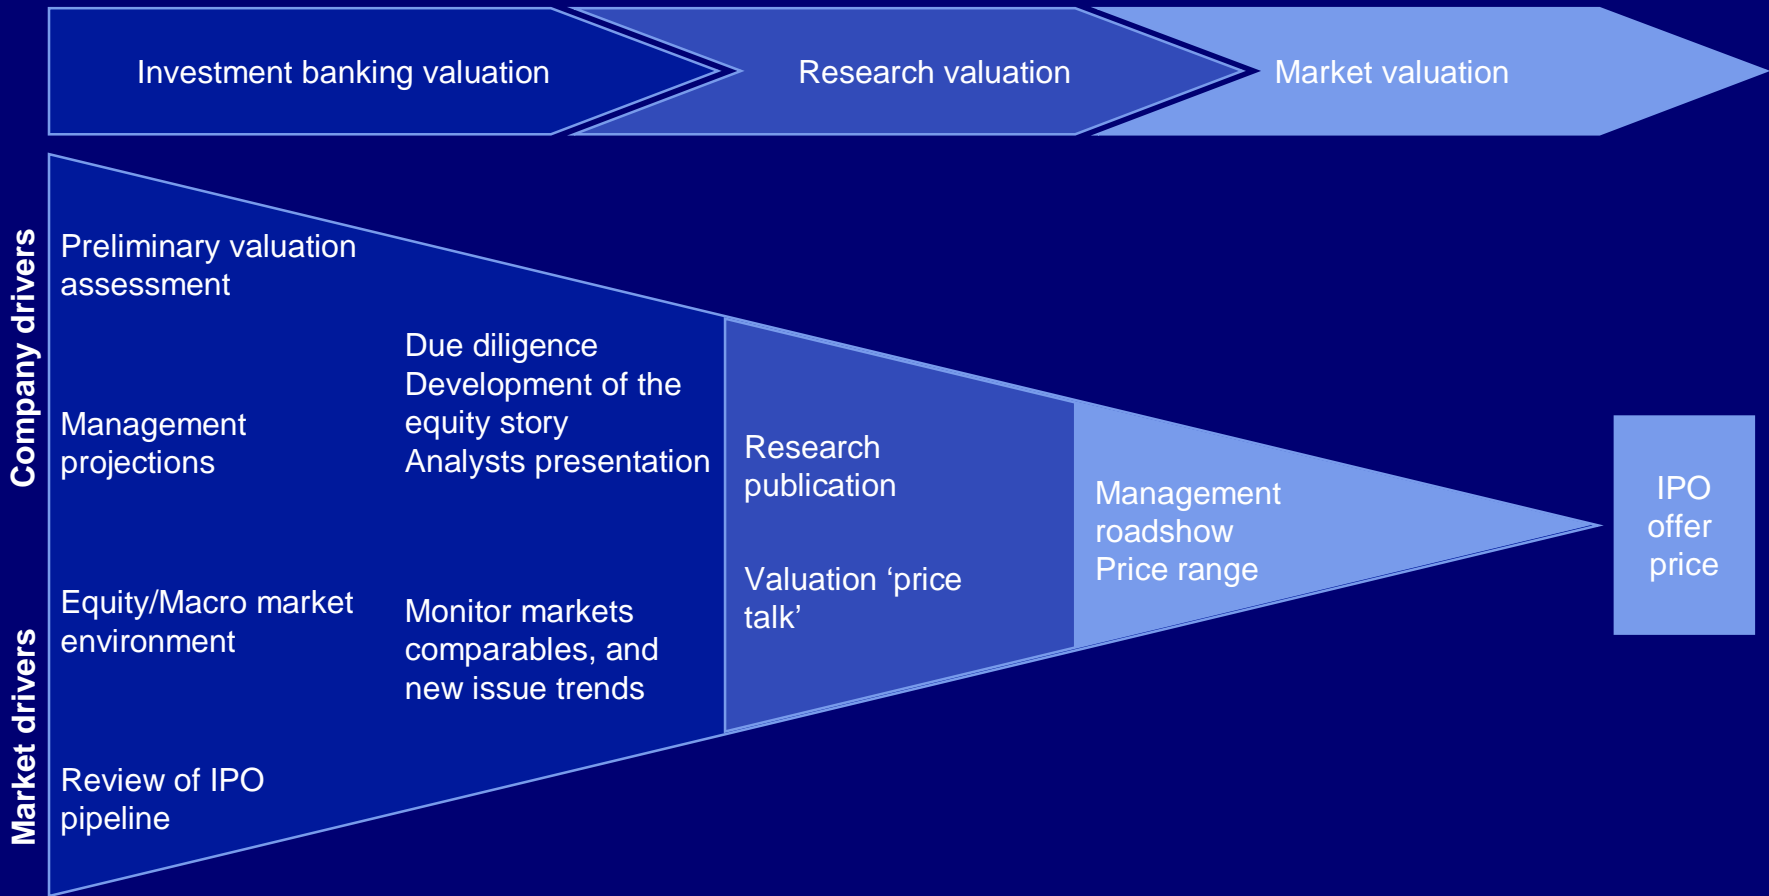 Investment banking valuation
Research valuation
Market valuation
Company drivers
Preliminary valuation
assessment
Management
projections
Due diligence
Development of the
equity story
Analysts presentation
Market drivers
Equity/Macro market
environment
Review of IPO
pipeline
Monitor markets
comparables, and
new issue trends
Research
publication
Valuation ‘price
talk’
Management
roadshow
Price range
IPO
offer
price